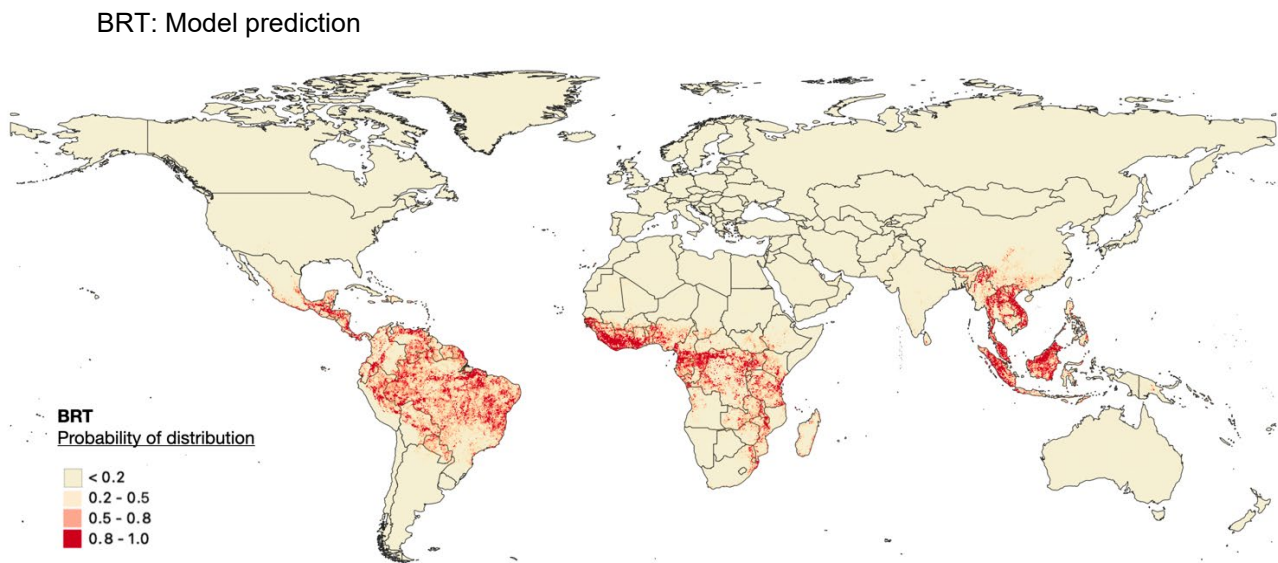 BRT: Model prediction
BRT
Probability of distribution
< 0.2
0.2 - 0.5
0.5 - 0.8
0.8 - 1.0